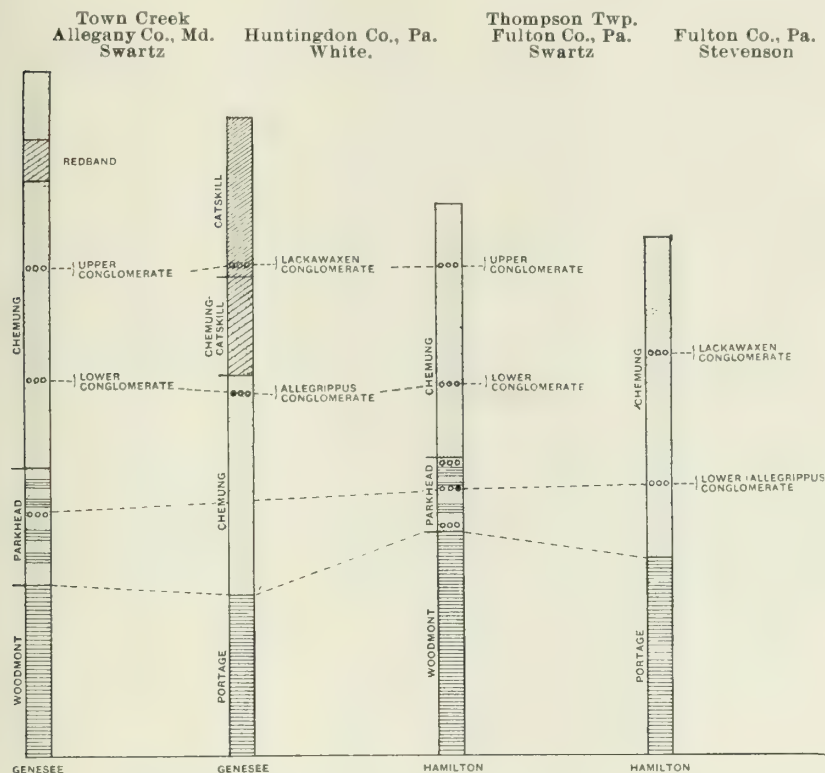 Town Creek
Allegany Co., Md.
Swartz
Huntingdon Co., Pa.
White.
Thompson Twp.
Fulton Co., Pa.
Swartz
Fulton Co., Pa.
Stevenson
REDBAND
UPPER
CONGLOMERATE
CHEMUNG
LOWER
CONGLOMERATE
PARKHEAD
WOODMONT
GENESEE
CATSKILL
LACKAWAXEN
CONGLOMERATE
CHEMUNG-
CATSKILL
ALLEGRIPPUS
CONGLOMERATE
CHEMUNG
PORTAGE
GENESEE
UPPER
CONGLOMERATE
CHEMUNG
LOWER
CONGLOMERATE
PARKHEAD
WOODMONT
HAMILTON
LACKAWAXEN
CONGLOMERATE
CHEMUNG
LOWER (ALLEGRIPPUS
CONGLOMERATE
PORTAGE
HAMILTON